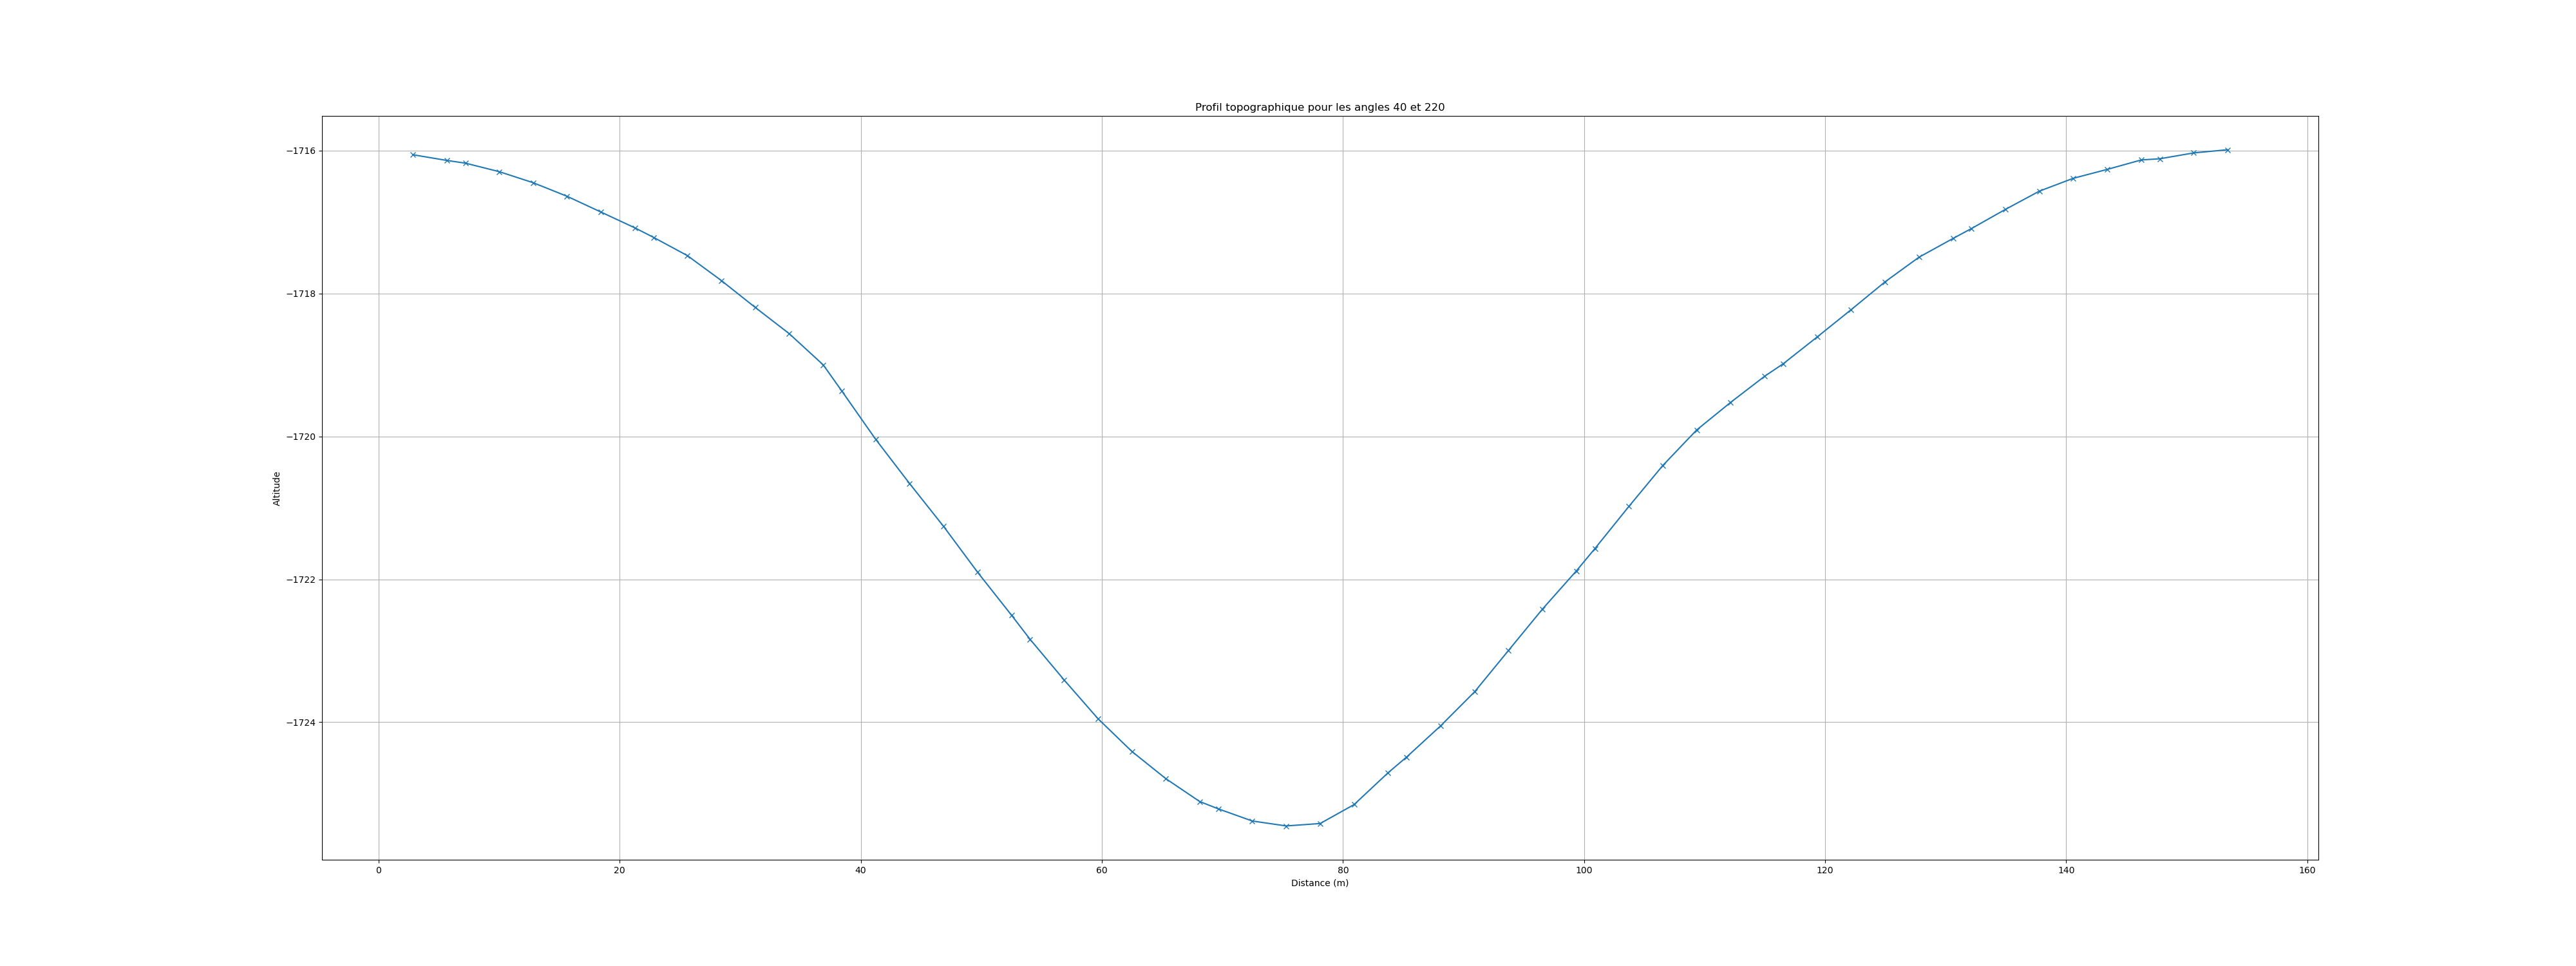 Profil topographique pour les angles 40 et 220
−1716
−1718
−1720
−1722
−1724
Altitude
0 20 40 60 80 100 120 140 160
Distance (m)